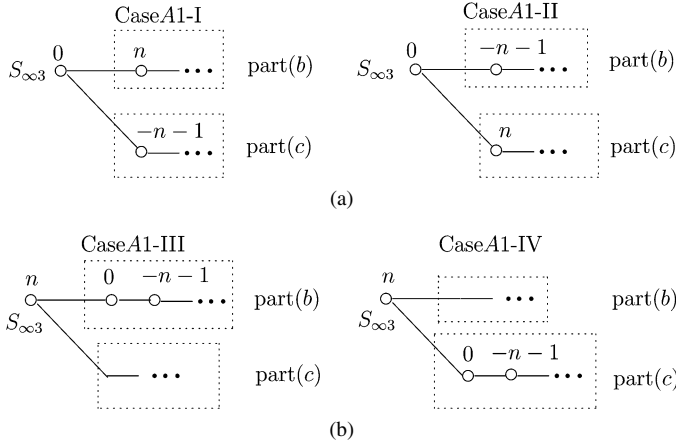 CaseA1-I CaseA1-II
0 n part(b) 0 −n − 1 part(b)
S∞3 S∞3
−n − 1 part(c) n part(c)
(a)
CaseA1-III CaseA1-IV
n 0 −n − 1 part(b) n part(b)
S∞3 S∞3
part(c) 0 −n − 1 part(c)
(b)